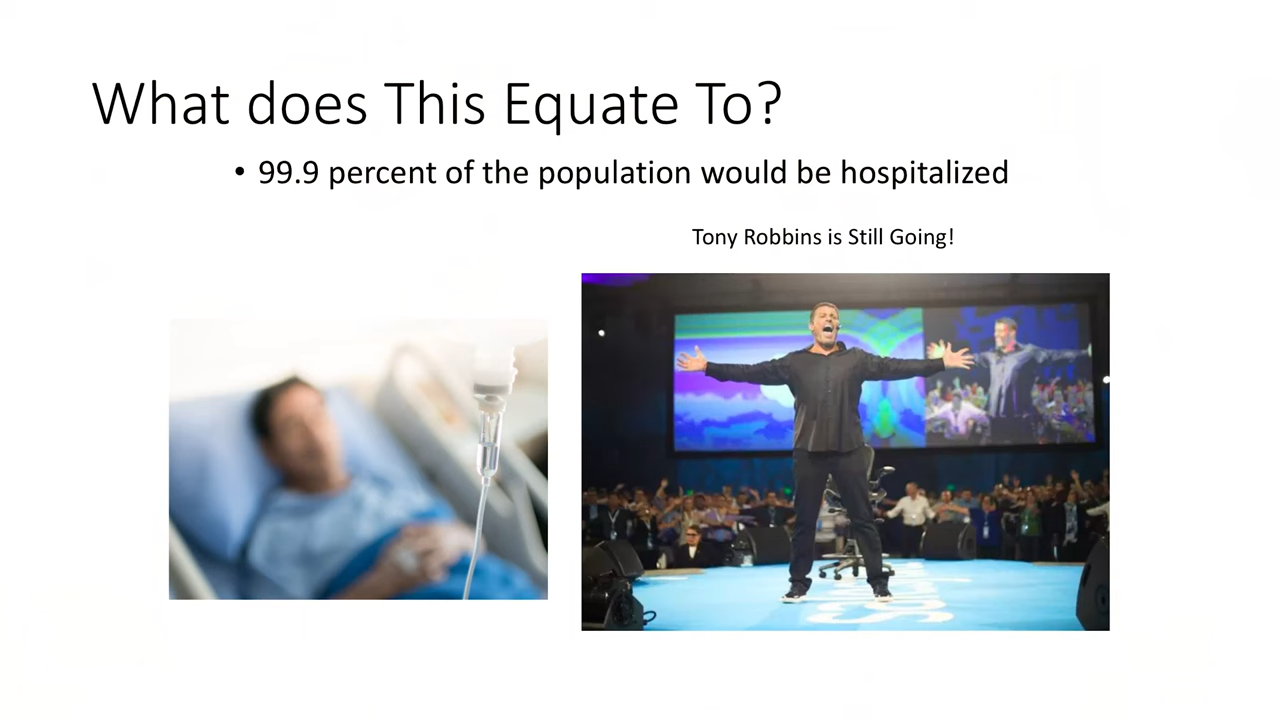 What does This Equate To?
• 99.9 percent of the population would be hospitalized
Tony Robbins is Still Going!